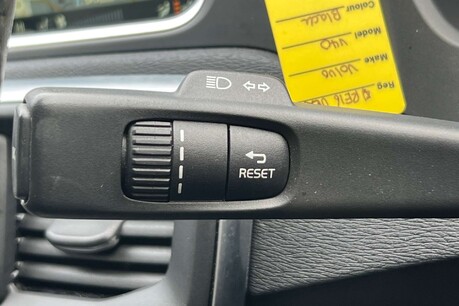 Colour Black
Model V40
Make Volvo
Reg
RESET